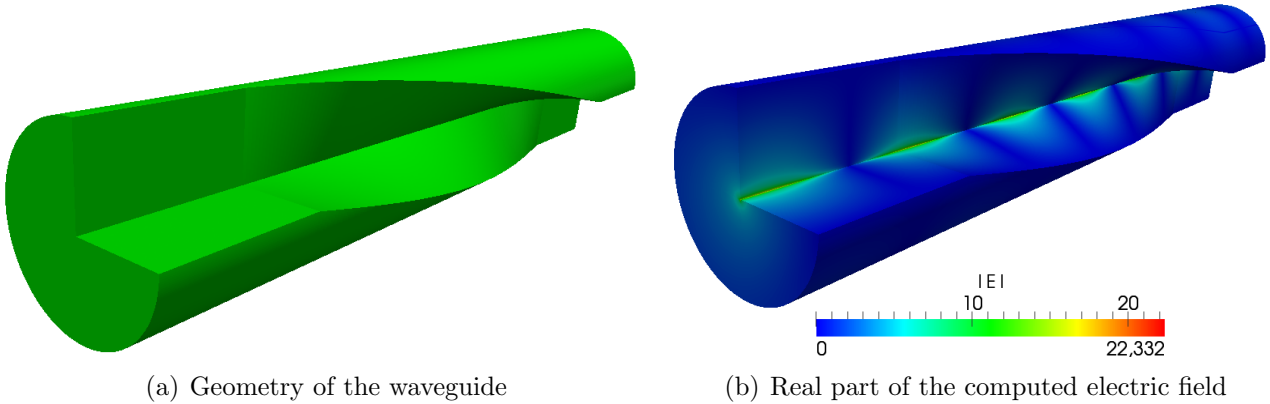 |E|
10 20
0 22,332
(a) Geometry of the waveguide
(b) Real part of the computed electric field